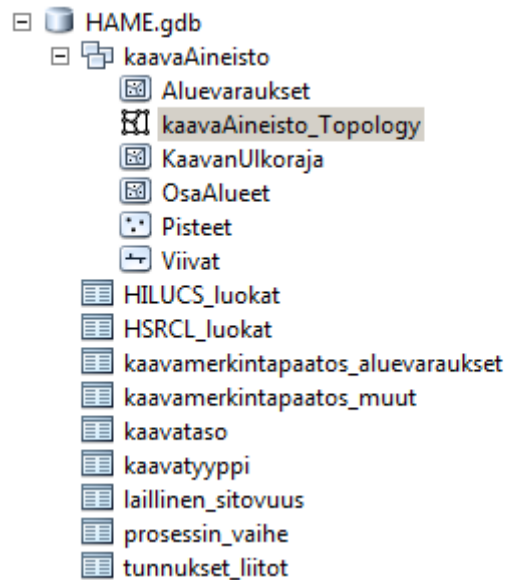 HAME.gdb
kaavaAineisto
Aluevaraukset
kaavaAineisto_Topology
KaavanUlkoraja
OsaAlueet
Pisteet
Viivat
HILUCS_luokat
HSRCL_luokat
kaavamerkintapaatos_aluevaraukset
kaavamerkintapaatos_muut
kaavataso
kaavatyyppi
laillinen_sitovuus
prosessin_vaihe
tunnukset_liitot